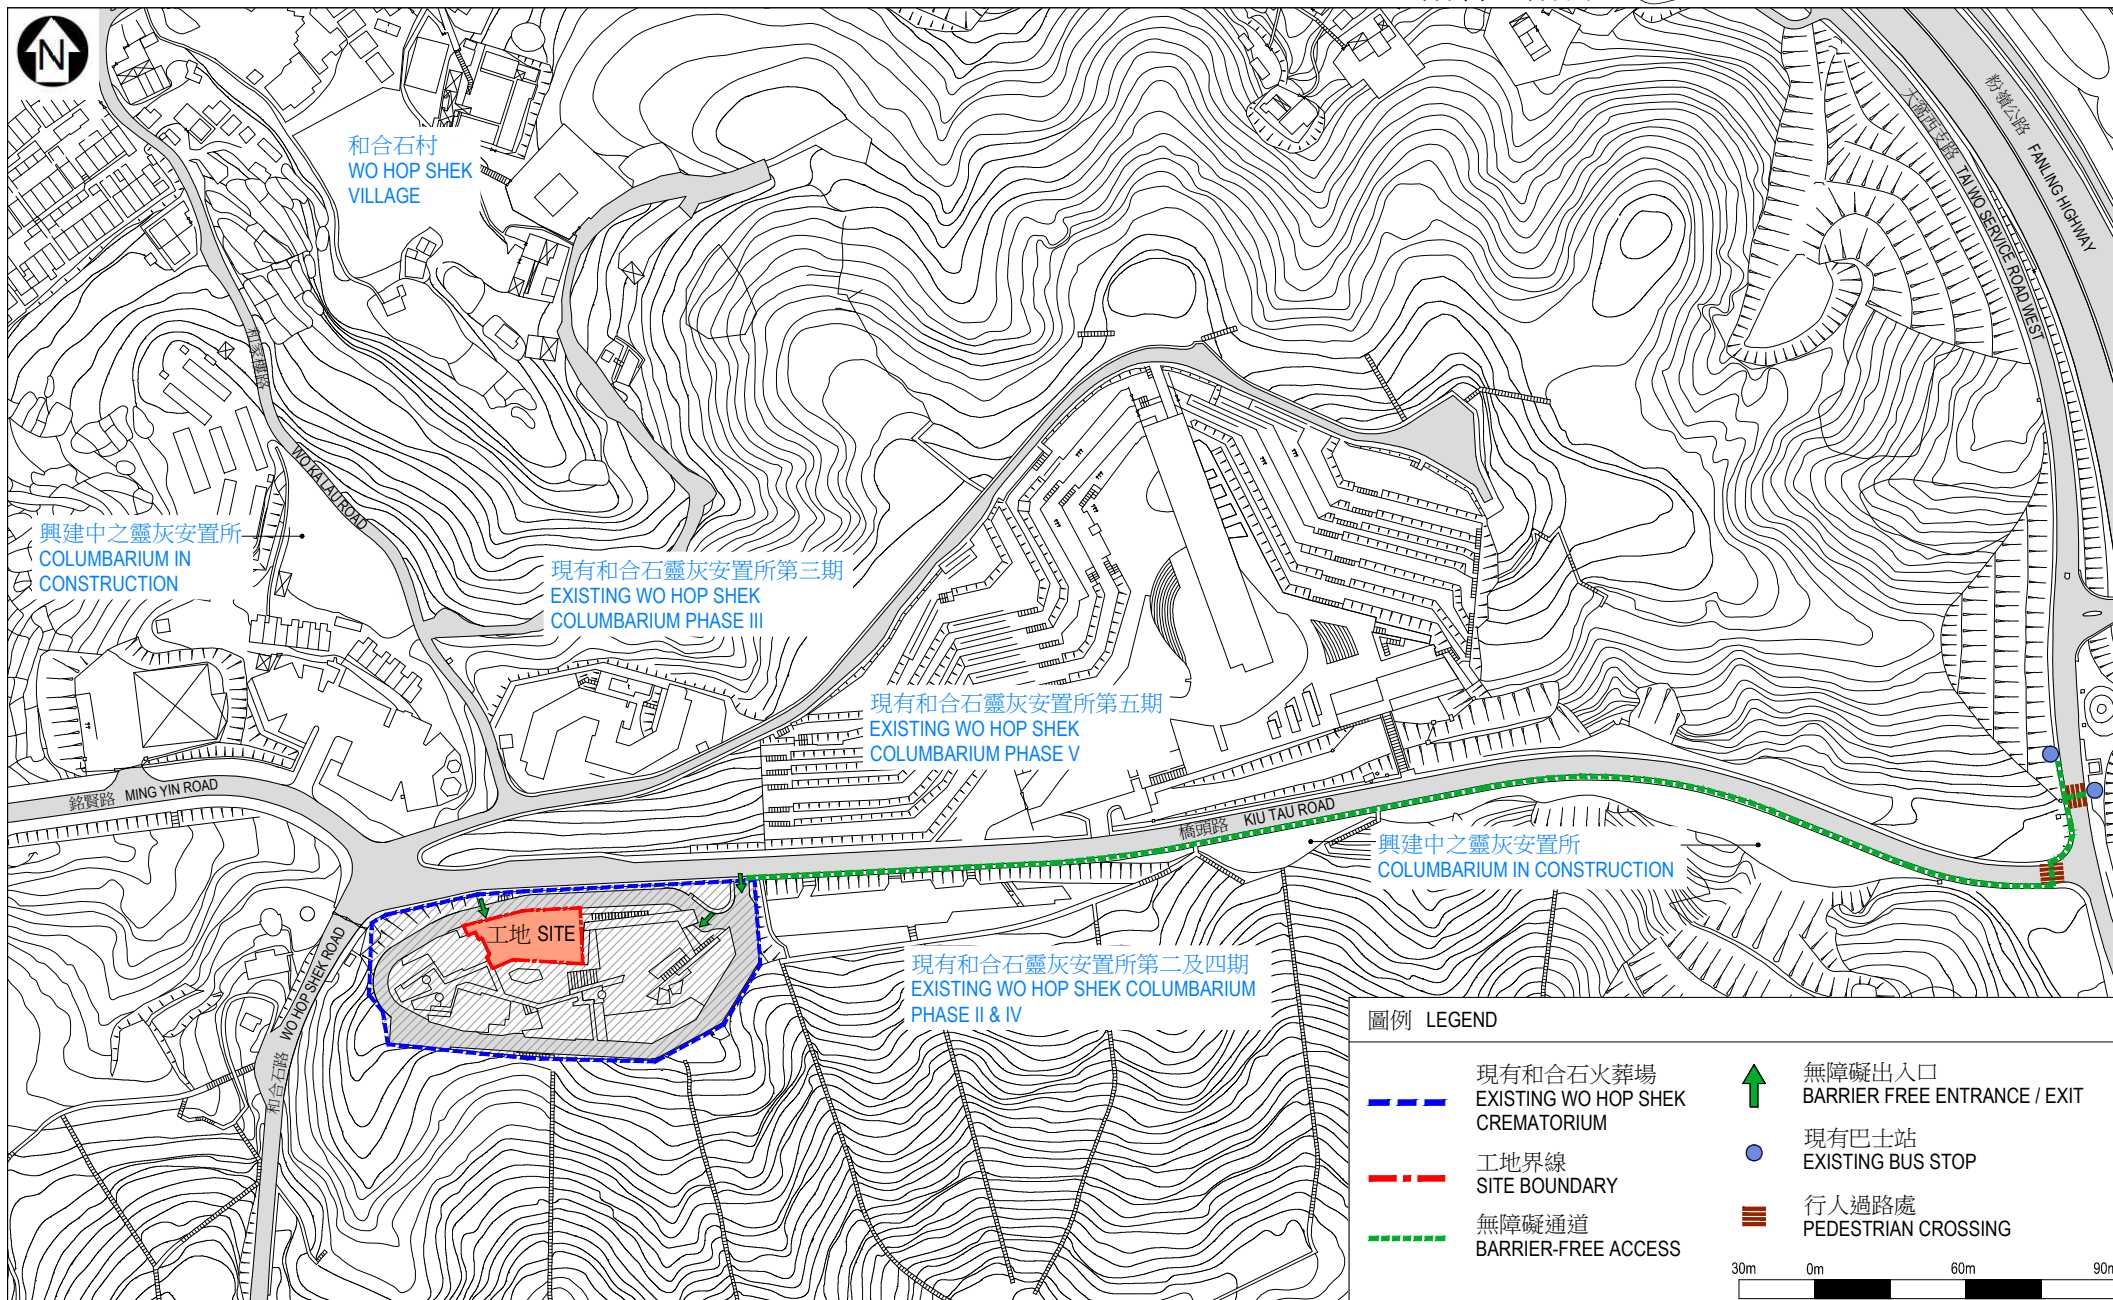 N
和合石村
WO HOP SHEK
VILLAGE
粉嶺公路 FANLING HIGHWAY
大窩西支路 TAI WO SERVICE ROAD WEST
和家樓路
WO KA LAU ROAD
興建中之靈灰安置所
COLUMBARIUM IN
CONSTRUCTION
現有和合石靈灰安置所第三期
EXISTING WO HOP SHEK
COLUMBARIUM PHASE III
現有和合石靈灰安置所第五期
EXISTING WO HOP SHEK
COLUMBARIUM PHASE V
銘賢路 MING YIN ROAD
橋頭路 KIU TAU ROAD
興建中之靈灰安置所
COLUMBARIUM IN CONSTRUCTION
工地 SITE
和合石路 WO HOP SHEK ROAD
現有和合石靈灰安置所第二及四期
EXISTING WO HOP SHEK COLUMBARIUM
PHASE II & IV
圖例 LEGEND
現有和合石火葬場
EXISTING WO HOP SHEK
CREMATORIUM
工地界線
SITE BOUNDARY
無障礙通道
BARRIER-FREE ACCESS
無障礙出入口
BARRIER FREE ENTRANCE / EXIT
現有巴士站
EXISTING BUS STOP
行人過路處
PEDESTRIAN CROSSING
30m 0m 60m 90m